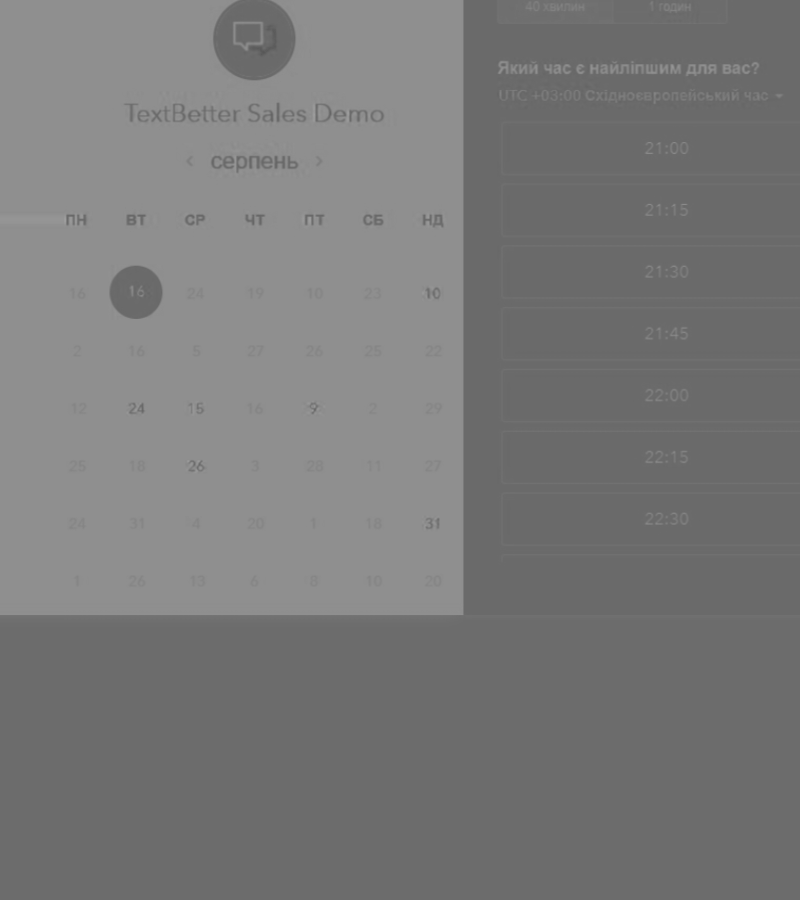 TextBetter Sales Demo
серпень
ПН ВТ СР ЧТ ПТ СБ НД
16 16 24 19 10 23 10
2 16 5 27 26 25 22
12 24 15 16 9 2 29
25 18 26 3 28 11 27
24 31 4 20 1 18 31
1 26 13 6 8 10 20
40 хвилин 1 годин
Який час є найліпшим для вас?
UTC +03:00 Східноєвропейський час
21:00
21:15
21:30
21:45
22:00
22:15
22:30